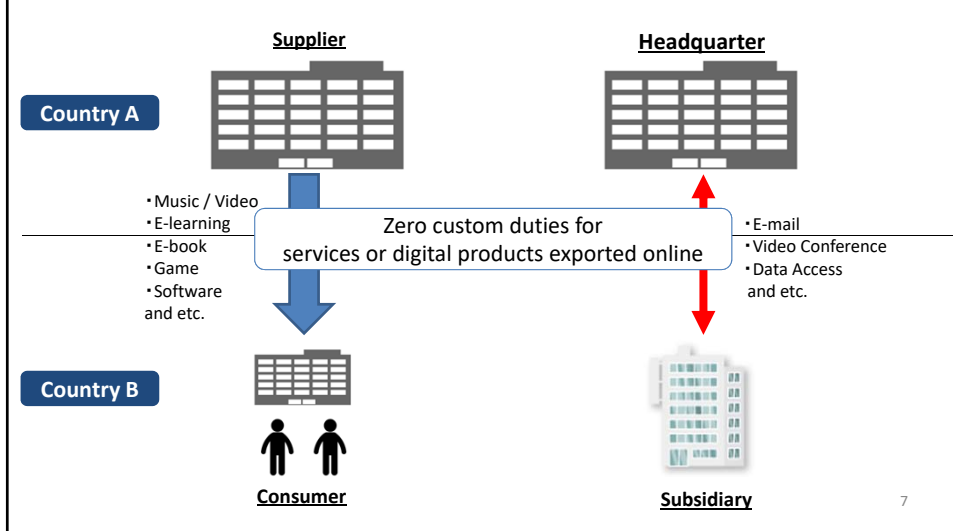 Supplier
Headquarter
Country A
・Music / Video
・E-learning
・E-book
・Game
・Software
and etc.
Zero custom duties for
services or digital products exported online
・E-mail
・Video Conference
・Data Access
and etc.
Country B
Consumer
Subsidiary
7